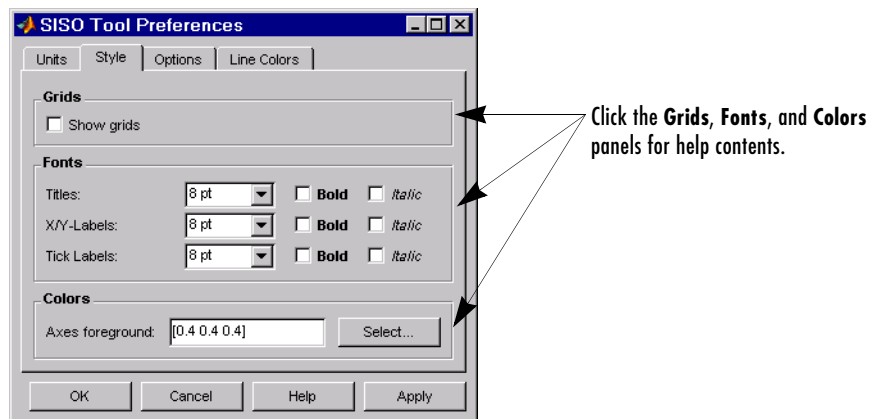 SISO Tool Preferences
Units Style Options Line Colors
Grids
Show grids
Fonts
Titles: 8 pt Bold Italic
X/Y-Labels: 8 pt Bold Italic
Tick Labels: 8 pt Bold Italic
Colors
Axes foreground: [0.4 0.4 0.4] Select...
OK Cancel Help Apply
Click the Grids, Fonts, and Colors
panels for help contents.